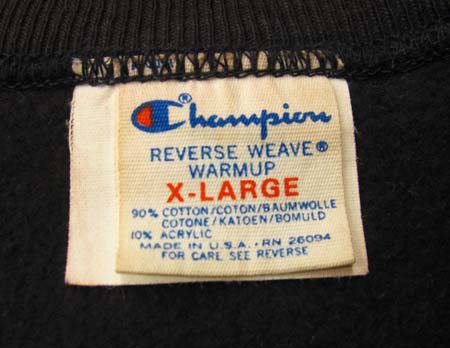 Champion®
REVERSE WEAVE®
WARMUP
X-LARGE
90% COTTON/COTON/BAUMWOLLE
COTONE/KATOEN/BOMULD
10% ACRYLIC
MADE IN U.S.A. · RN 26094
FOR CARE SEE REVERSE